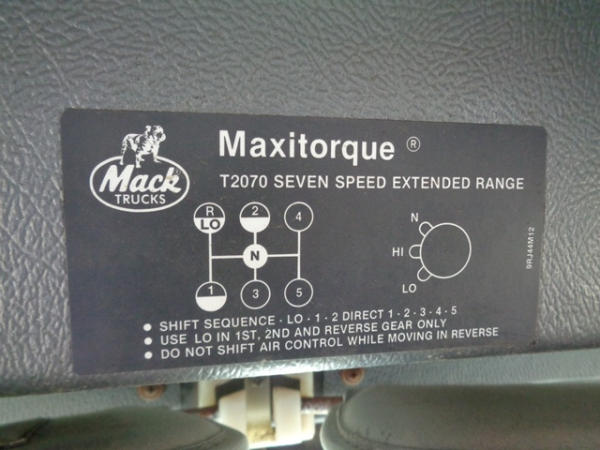 Maxitorque ®
Mack
TRUCKS
T2070 SEVEN SPEED EXTENDED RANGE
R
LO
2
4
N
1
3
5
N
HI
LO
9RJ44M12
• SHIFT SEQUENCE - LO - 1 - 2 DIRECT 1 - 2 - 3 - 4 - 5
• USE LO IN 1ST, 2ND AND REVERSE GEAR ONLY
• DO NOT SHIFT AIR CONTROL WHILE MOVING IN REVERSE